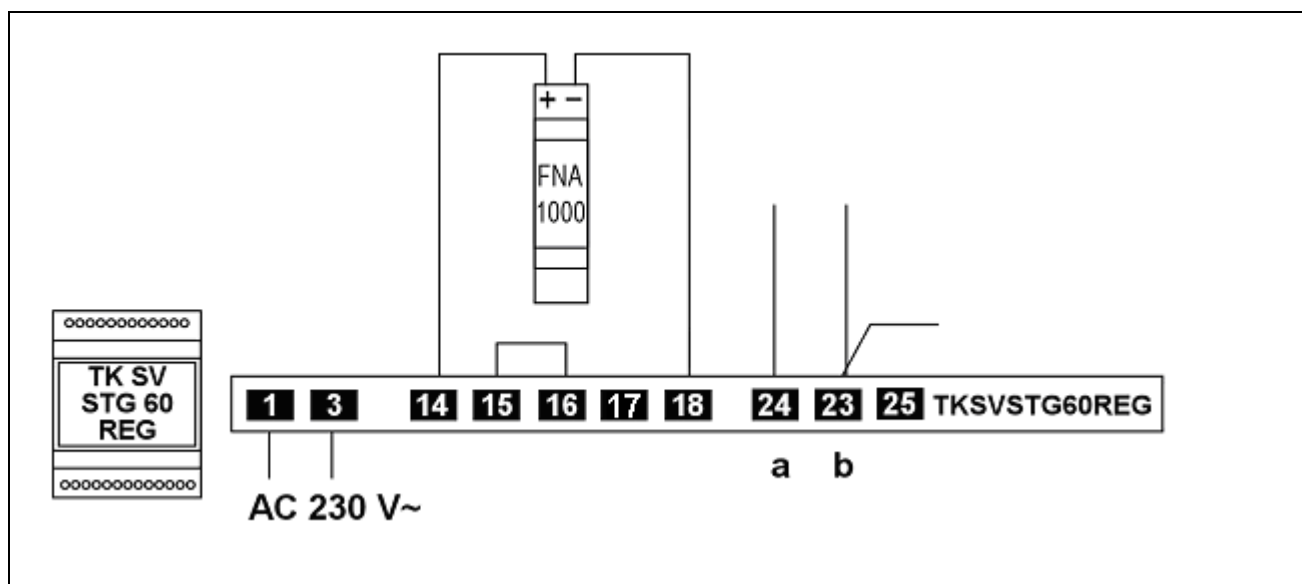 + −
FNA
1000
TK SV
STG 60
REG
1 3 14 15 16 17 18 24 23 25 TKSVSTG60REG
a b
AC 230 V~